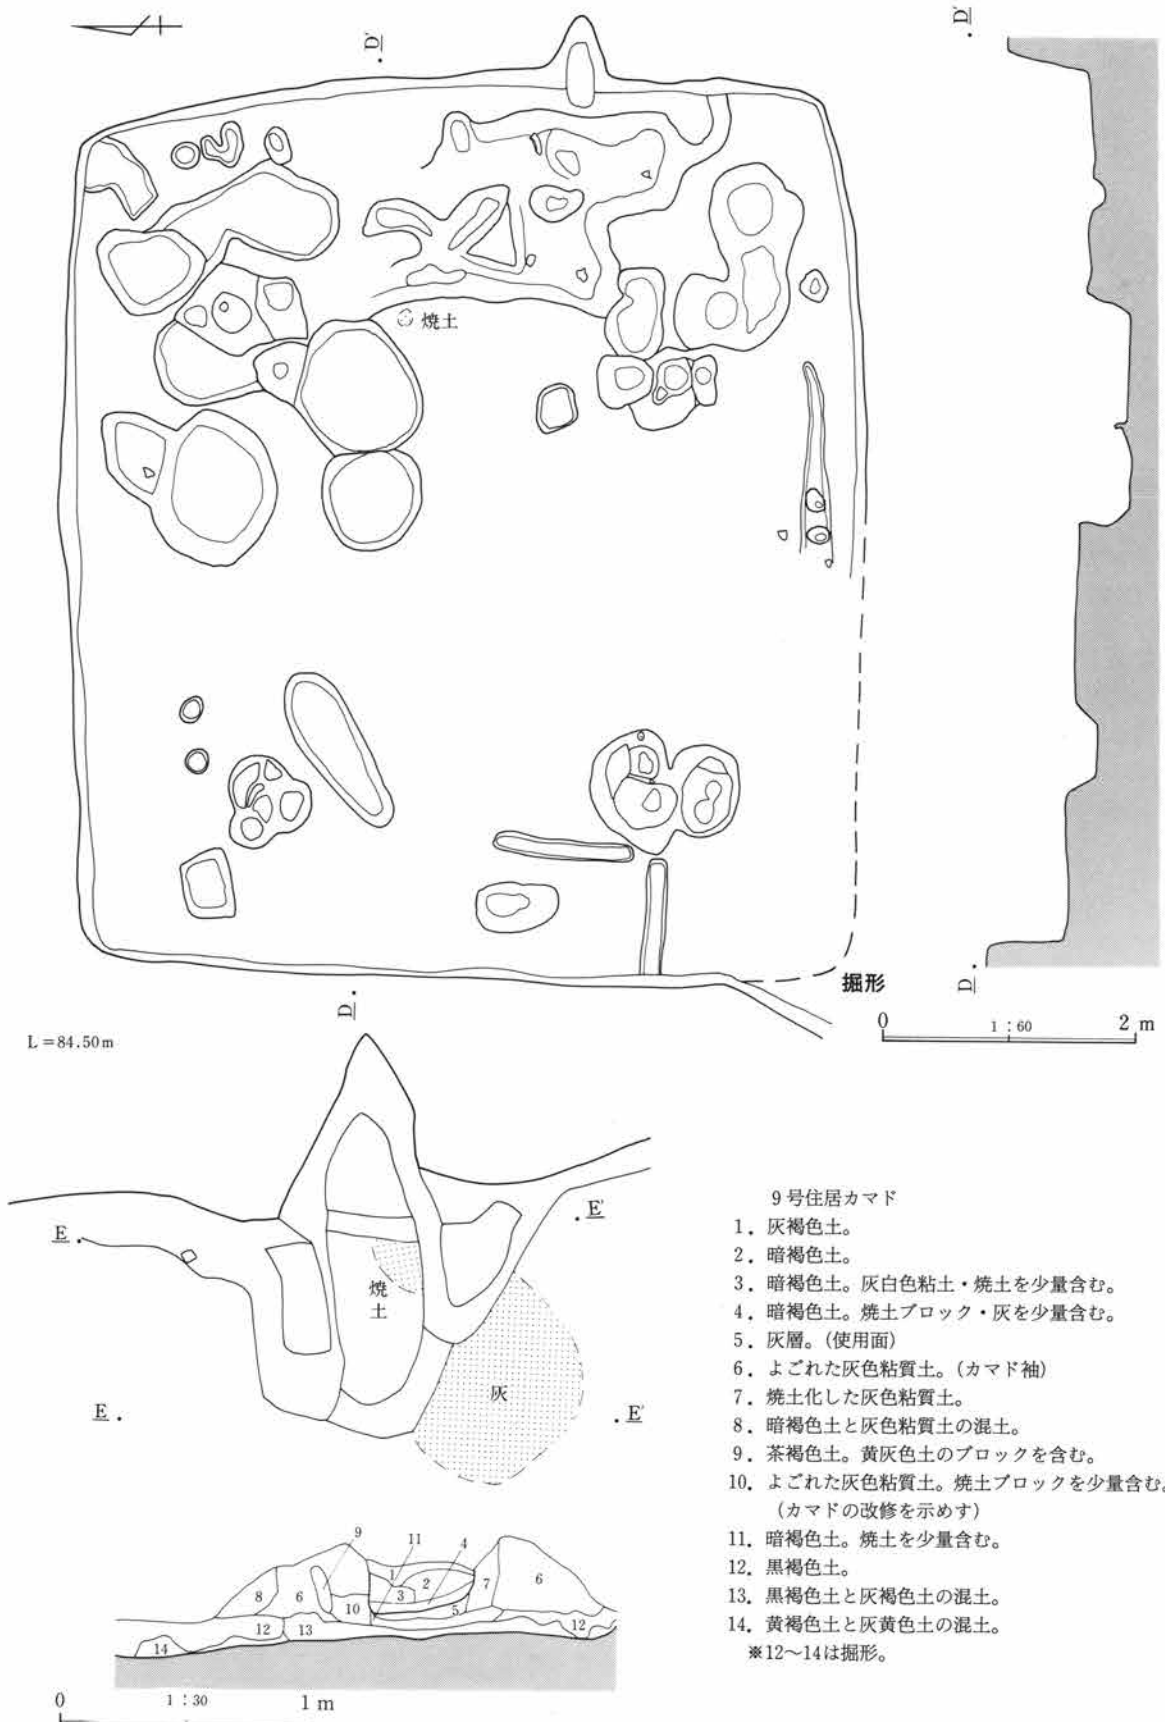 D'
D'
焼土
掘形
D
D
0 1：60 2 m
L＝84.50m
E
E'
焼土
灰
E
E'
9号住居カマド
1．灰褐色土。
2．暗褐色土。
3．暗褐色土。灰白色粘土・焼土を少量含む。
4．暗褐色土。焼土ブロック・灰を少量含む。
5．灰層。(使用面)
6．よごれた灰色粘質土。(カマド袖)
7．焼土化した灰色粘質土。
8．暗褐色土と灰色粘質土の混土。
9．茶褐色土。黄灰色土のブロックを含む。
10．よごれた灰色粘質土。焼土ブロックを少量含む。
（カマドの改修を示めす）
11．暗褐色土。焼土を少量含む。
12．黒褐色土。
13．黒褐色土と灰褐色土の混土。
14．黄褐色土と灰黄色土の混土。
※12～14は掘形。
9 11 4
1 2 7 6
8 6 3
10 5
12 13 12
14
0 1：30 1 m